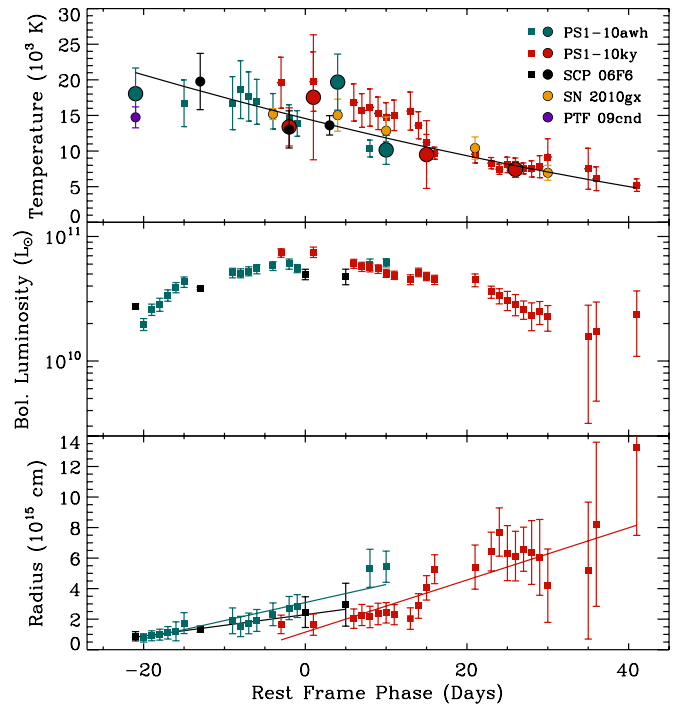 Temperature (10³ K)
30
25
20
15
10
5
0
PS1-10awh
PS1-10ky
SCP 06F6
SN 2010gx
PTF 09cnd
Bol. Luminosity (L⊙)
10¹¹
10¹⁰
Radius (10¹⁵ cm)
14
12
10
8
6
4
2
0
−20 0 20 40
Rest Frame Phase (Days)